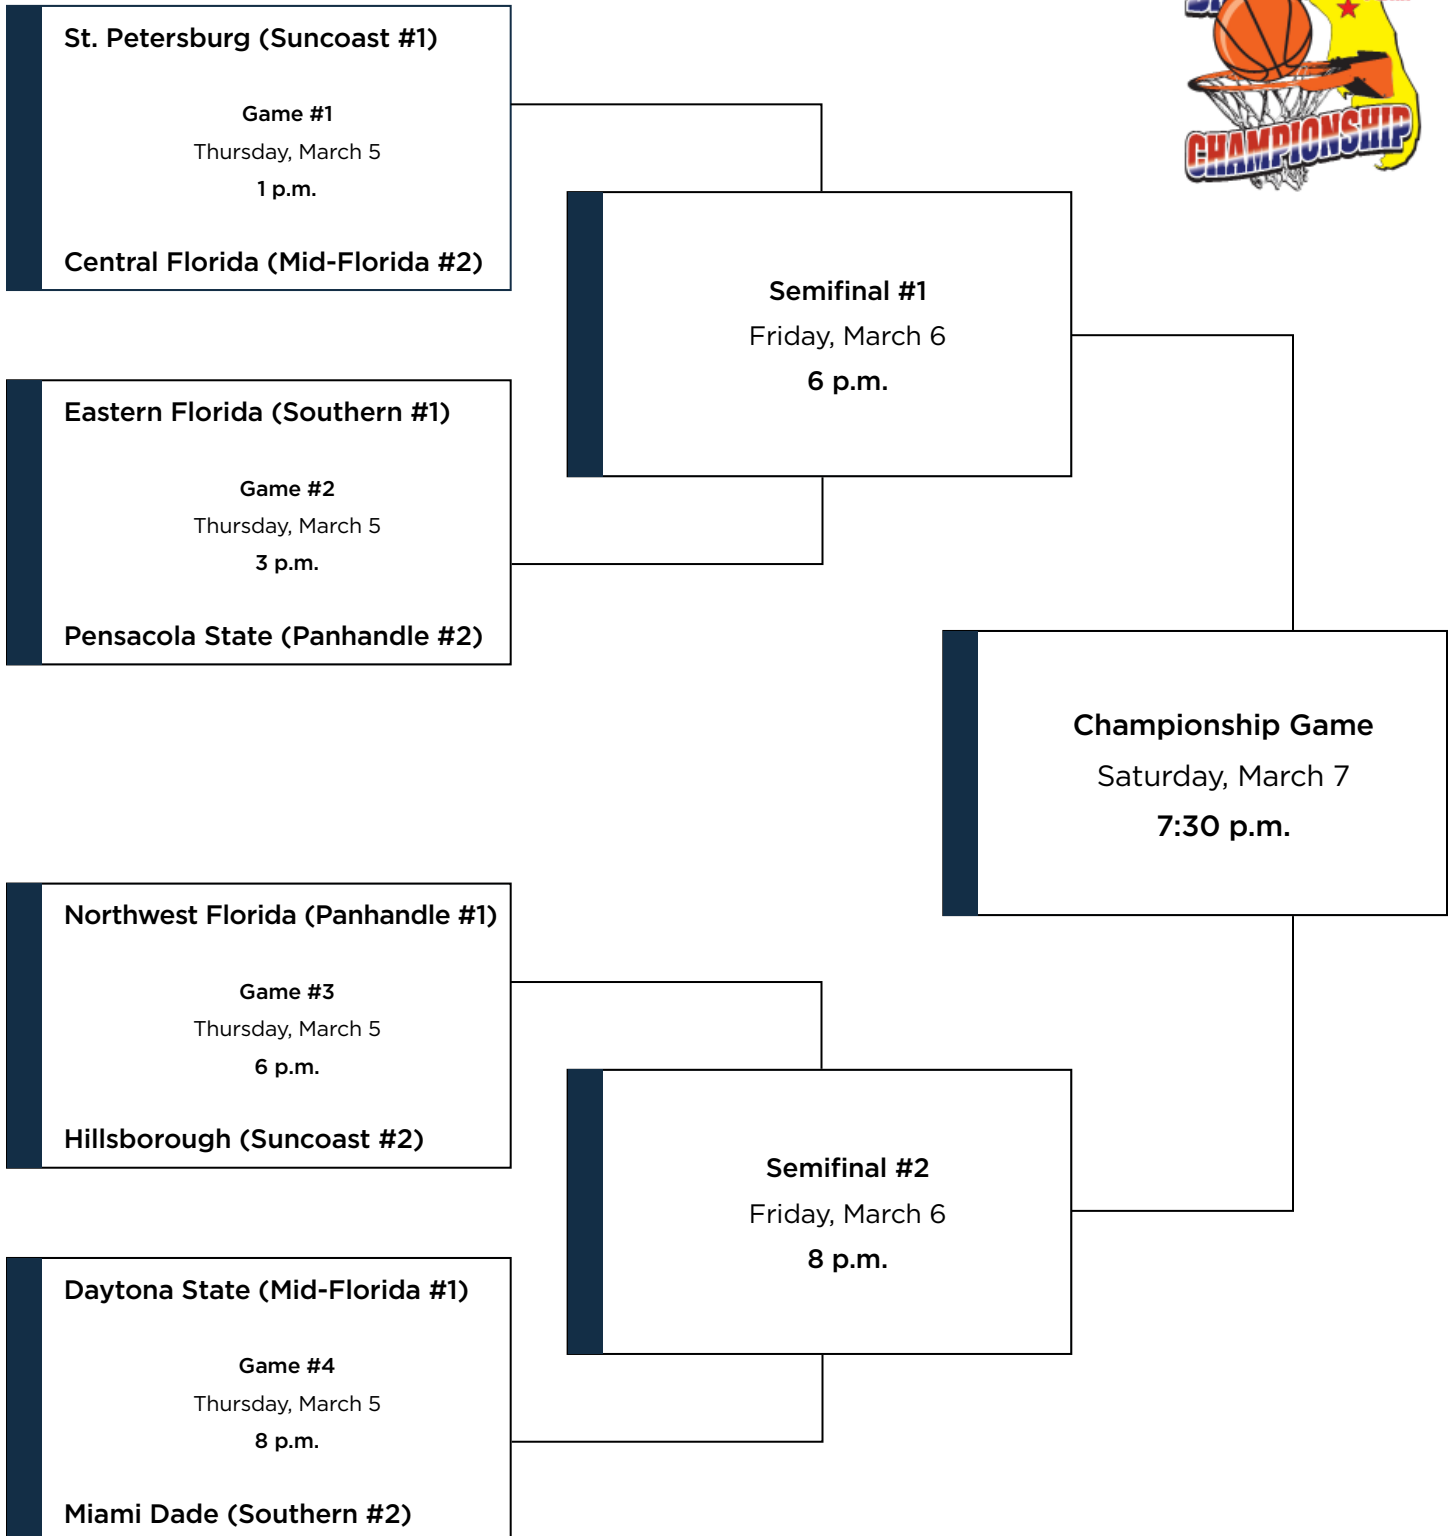 St. Petersburg (Suncoast #1)
Game #1
Thursday, March 5
1 p.m.
Central Florida (Mid-Florida #2)
CHAMPIONSHIP
Semifinal #1
Friday, March 6
6 p.m.
Eastern Florida (Southern #1)
Game #2
Thursday, March 5
3 p.m.
Pensacola State (Panhandle #2)
Championship Game
Saturday, March 7
7:30 p.m.
Northwest Florida (Panhandle #1)
Game #3
Thursday, March 5
6 p.m.
Hillsborough (Suncoast #2)
Semifinal #2
Friday, March 6
8 p.m.
Daytona State (Mid-Florida #1)
Game #4
Thursday, March 5
8 p.m.
Miami Dade (Southern #2)